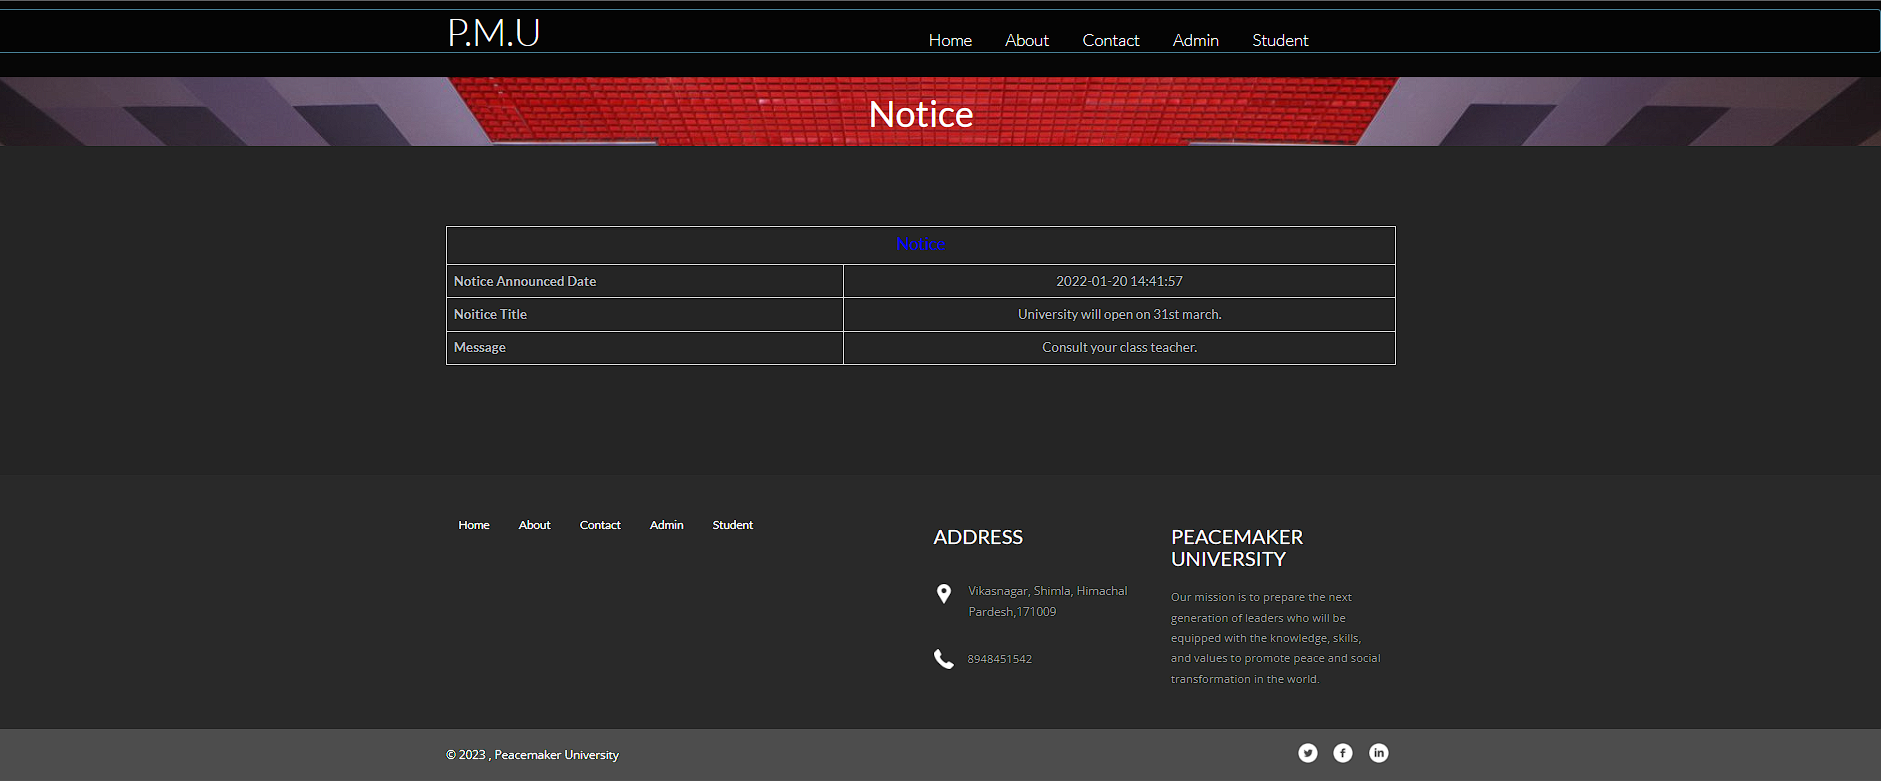 P.M.U
Home About Contact Admin Student
Notice
Notice
Notice Announced Date 2022-01-20 14:41:57
Noitice Title University will open on 31st march.
Message Consult your class teacher.
Home About Contact Admin Student
ADDRESS
Vikasnagar, Shimla, Himachal
Pardesh,171009
8948451542
PEACEMAKER
UNIVERSITY
Our mission is to prepare the next
generation of leaders who will be
equipped with the knowledge, skills,
and values to promote peace and social
transformation in the world.
© 2023 , Peacemaker University